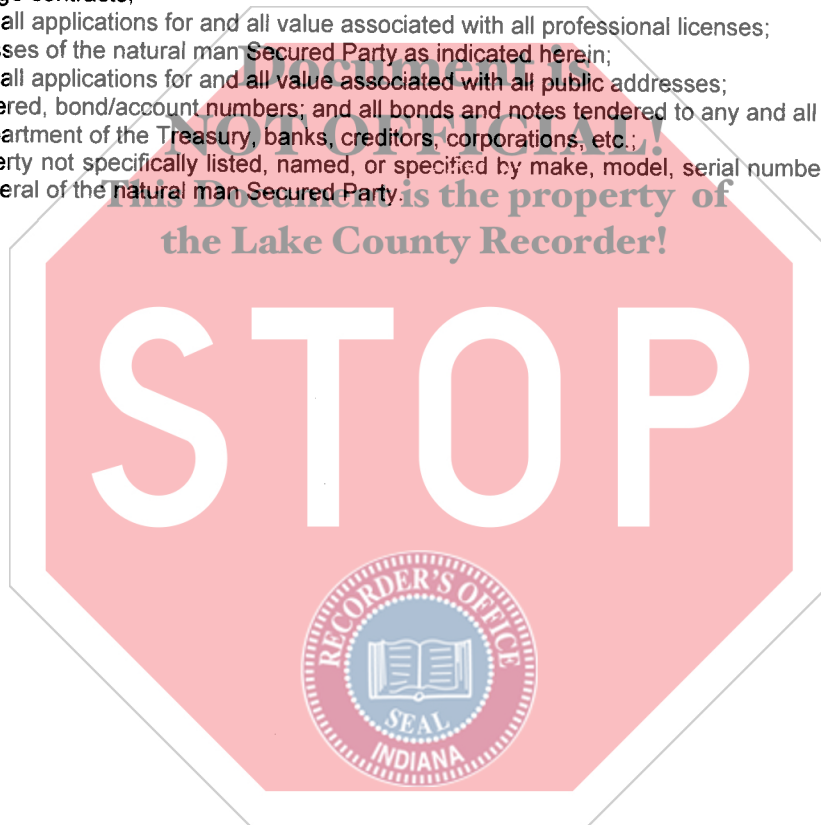 all applications for and all value associated with all professional licenses;
ses of the natural man Secured Party as indicated herein;
all applications for and all value associated with all public addresses;
ered, bond/account numbers; and all bonds and notes tendered to any and all
artment of the Treasury, banks, creditors, corporations, etc.;
erty not specifically listed, named, or specified by make, model, serial numbe
eral of the natural man Secured Party.
Document is
NOT OFFICIAL!
This Document is the property of
the Lake County Recorder!
STOP
RECORDER'S OFFICE
SEAL
INDIANA